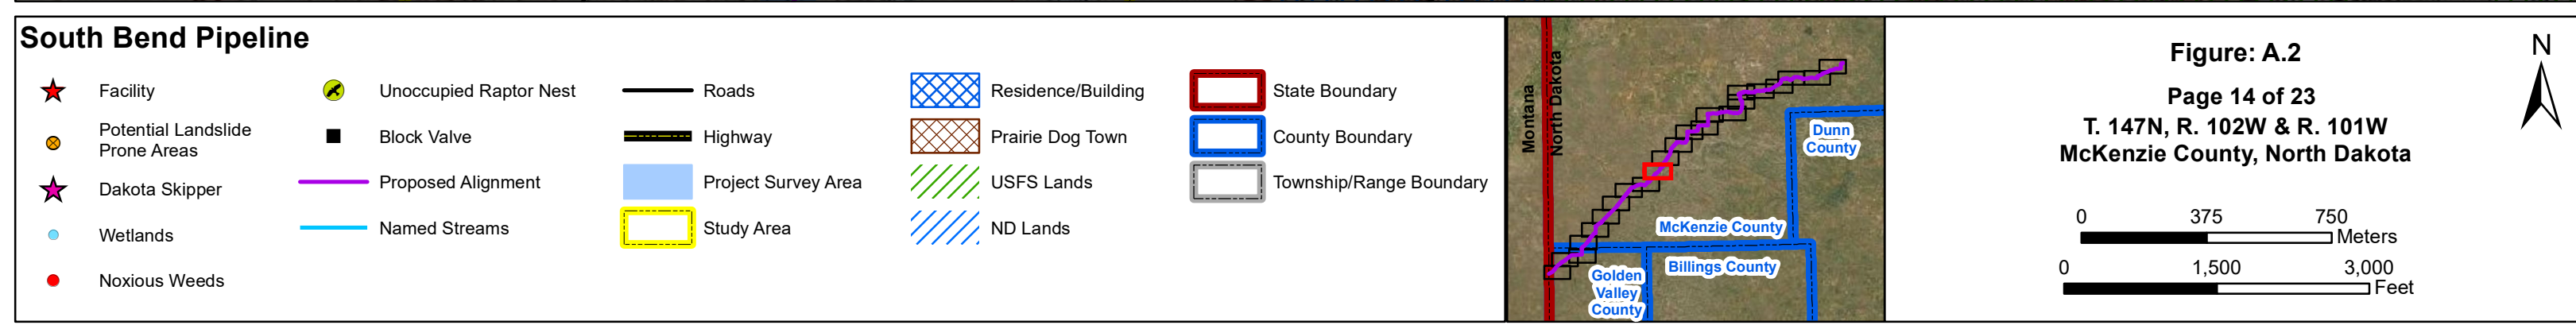 South Bend Pipeline
Facility
Potential Landslide
Prone Areas
Dakota Skipper
Wetlands
Noxious Weeds
Unoccupied Raptor Nest
Block Valve
Proposed Alignment
Named Streams
Roads
Highway
Project Survey Area
Study Area
Residence/Building
Prairie Dog Town
USFS Lands
ND Lands
State Boundary
County Boundary
Township/Range Boundary
Montana
North Dakota
Dunn
County
McKenzie County
Billings County
Golden
Valley
County
Figure: A.2
Page 14 of 23
T. 147N, R. 102W & R. 101W
McKenzie County, North Dakota
0 375 750
Meters
0 1,500 3,000
Feet
N